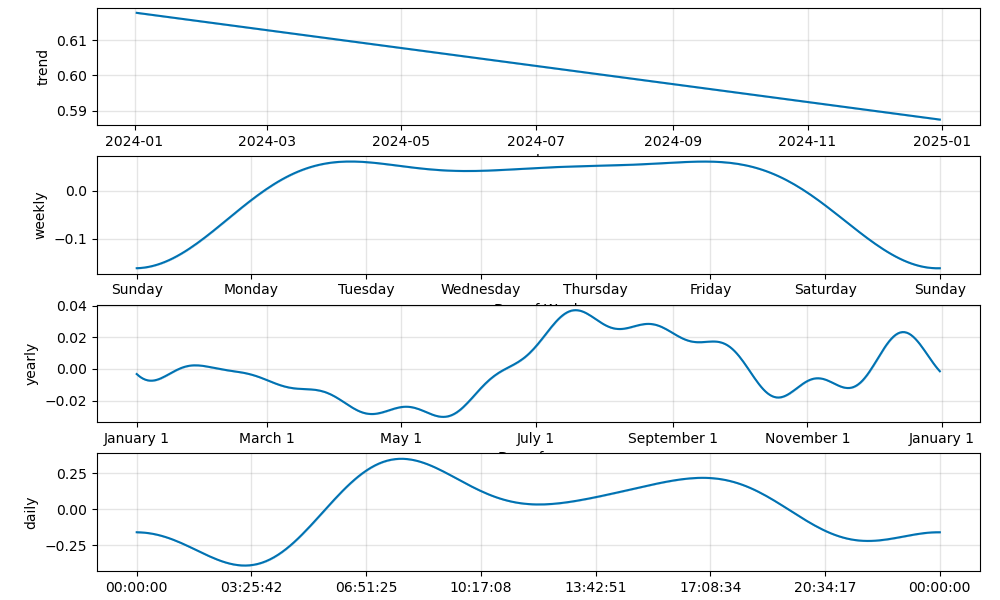 trend
0.61
0.60
0.59
2024-01 2024-03 2024-05 2024-07 2024-09 2024-11 2025-01
weekly
0.0
−0.1
Sunday Monday Tuesday Wednesday Thursday Friday Saturday Sunday
yearly
0.04
0.02
0.00
−0.02
January 1 March 1 May 1 July 1 September 1 November 1 January 1
daily
0.25
0.00
−0.25
00:00:00 03:25:42 06:51:25 10:17:08 13:42:51 17:08:34 20:34:17 00:00:00